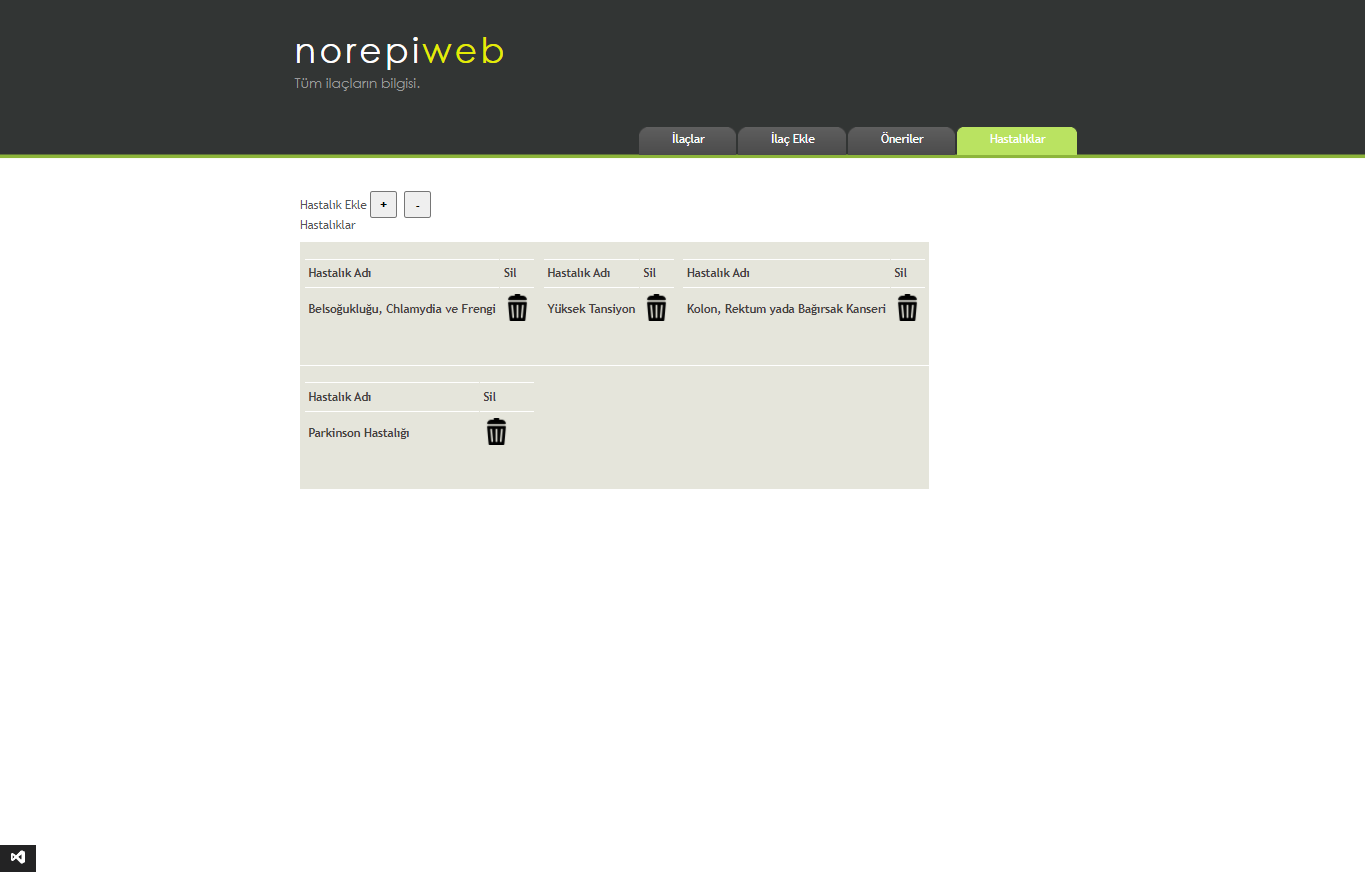 norepiweb
Tüm ilaçların bilgisi.
İlaçlar İlaç Ekle Öneriler Hastalıklar
Hastalık Ekle + -
Hastalıklar
Hastalık Adı Sil Hastalık Adı Sil Hastalık Adı Sil
Belsoğukluğu, Chlamydia ve Frengi Yüksek Tansiyon Kolon, Rektum yada Bağırsak Kanseri
Hastalık Adı Sil
Parkinson Hastalığı